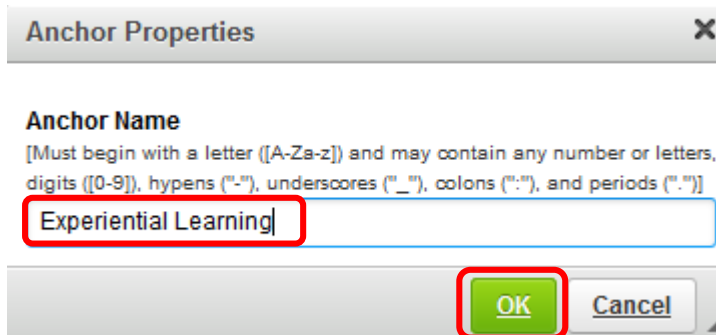 Anchor Properties
Anchor Name
[Must begin with a letter ([A-Za-z]) and may contain any number or letters,
digits ([0-9]), hypens ("-"), underscores ("_"), colons (":"), and periods (".")]
Experiential Learning
OK Cancel